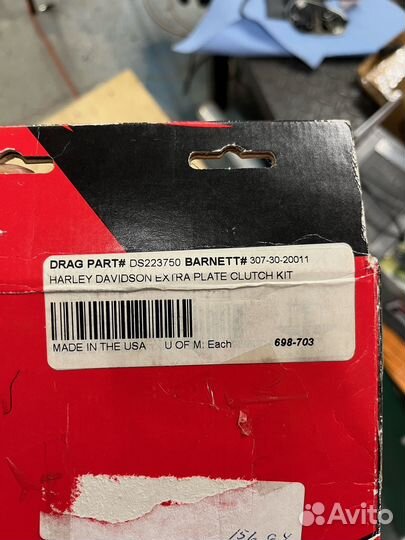 DRAG PART# DS223750 BARNETT# 307-30-20011
HARLEY DAVIDSON EXTRA PLATE CLUTCH KIT
MADE IN THE USA U OF M: Each 698-703
Avito